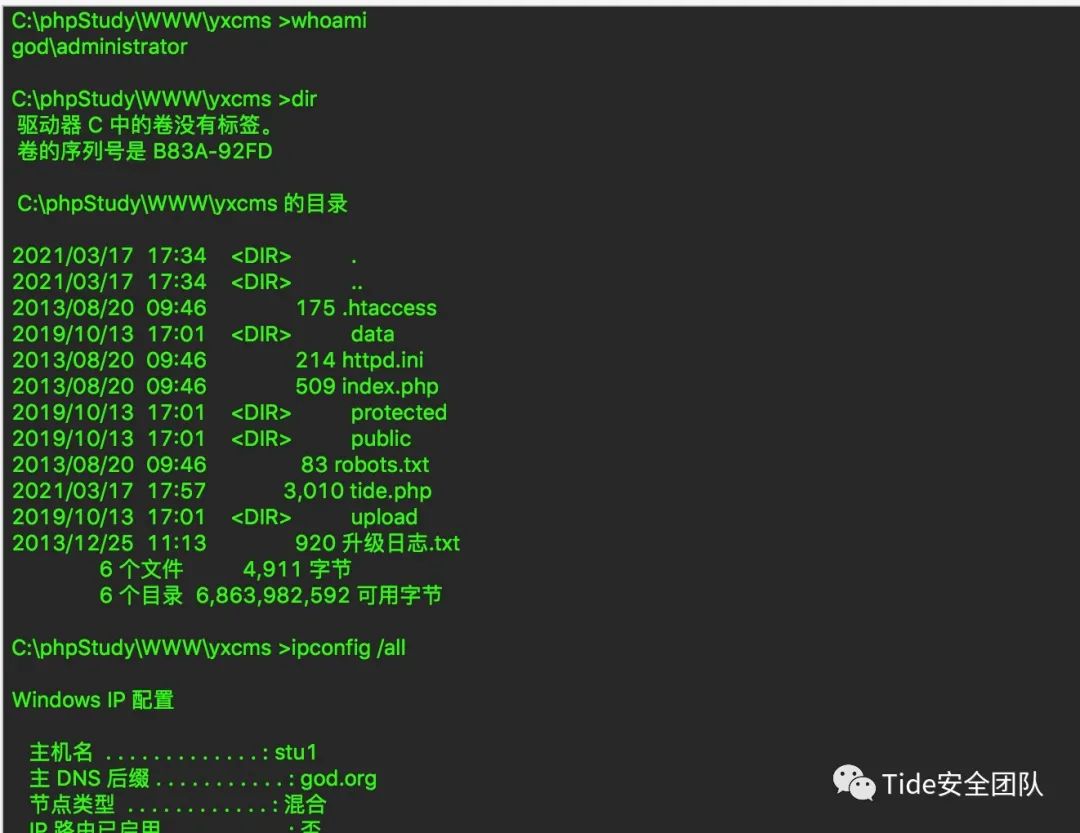 C:\phpStudy\WWW\yxcms >whoami
god\administrator
C:\phpStudy\WWW\yxcms >dir
驱动器 C 中的卷没有标签。
卷的序列号是 B83A-92FD
C:\phpStudy\WWW\yxcms 的目录
2021/03/17 17:34 <DIR> .
2021/03/17 17:34 <DIR> ..
2013/08/20 09:46 175 .htaccess
2019/10/13 17:01 <DIR> data
2013/08/20 09:46 214 httpd.ini
2013/08/20 09:46 509 index.php
2019/10/13 17:01 <DIR> protected
2019/10/13 17:01 <DIR> public
2013/08/20 09:46 83 robots.txt
2021/03/17 17:57 3,010 tide.php
2019/10/13 17:01 <DIR> upload
2013/12/25 11:13 920 升级日志.txt
6 个文件 4,911 字节
6 个目录 6,863,982,592 可用字节
C:\phpStudy\WWW\yxcms >ipconfig /all
Windows IP 配置
主机名 . . . . . . . . . . . . . : stu1
主 DNS 后缀 . . . . . . . . . . . : god.org
节点类型 . . . . . . . . . . . . : 混合
IP 路由已启用 . . . . . . . . . . : 否
Tide安全团队